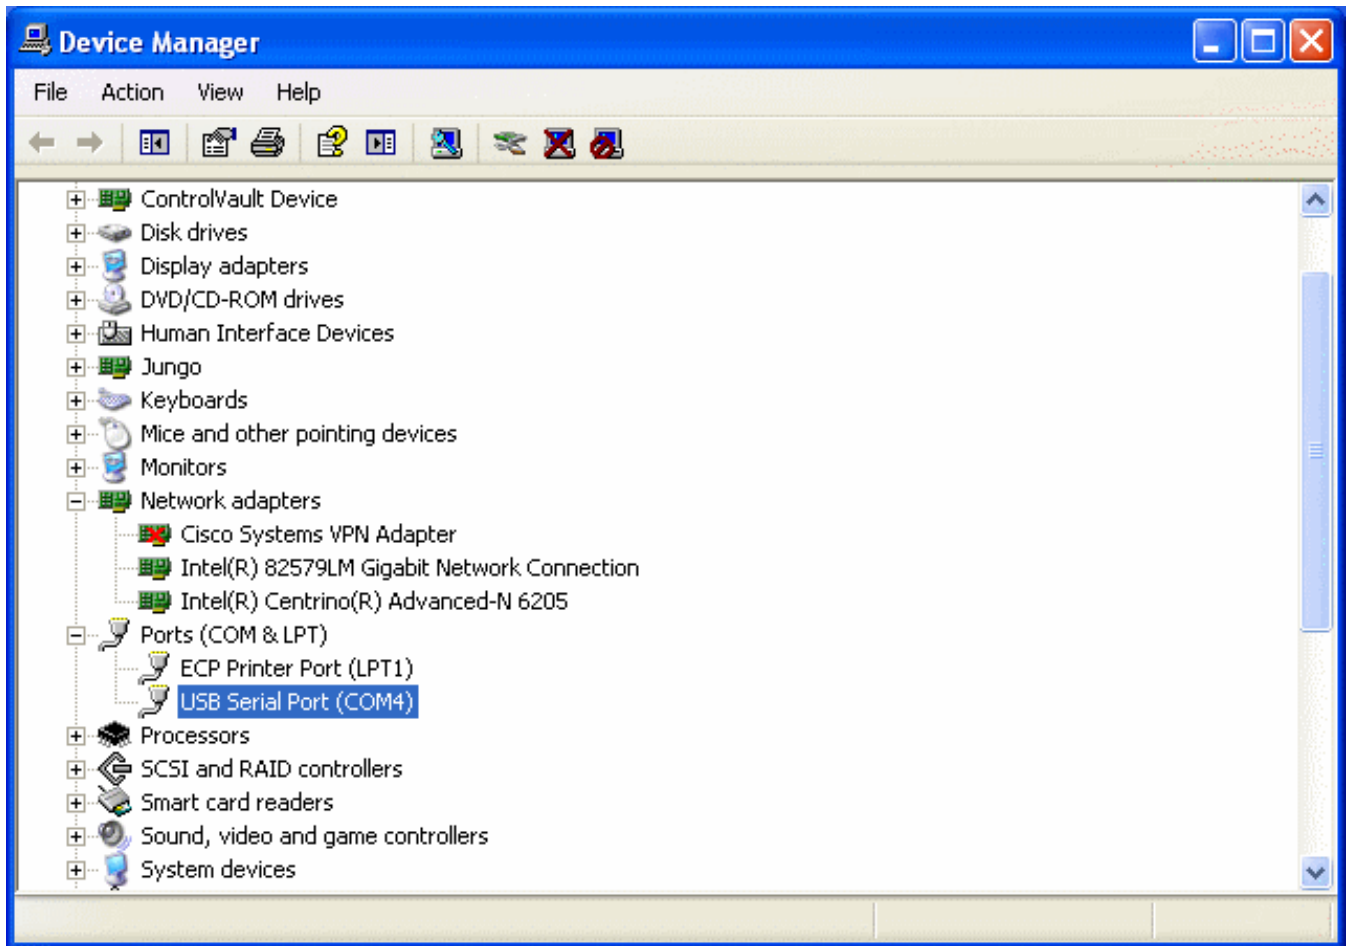 Device Manager
File Action View Help
ControlVault Device
Disk drives
Display adapters
DVD/CD-ROM drives
Human Interface Devices
Jungo
Keyboards
Mice and other pointing devices
Monitors
Network adapters
Cisco Systems VPN Adapter
Intel(R) 82579LM Gigabit Network Connection
Intel(R) Centrino(R) Advanced-N 6205
Ports (COM & LPT)
ECP Printer Port (LPT1)
USB Serial Port (COM4)
Processors
SCSI and RAID controllers
Smart card readers
Sound, video and game controllers
System devices